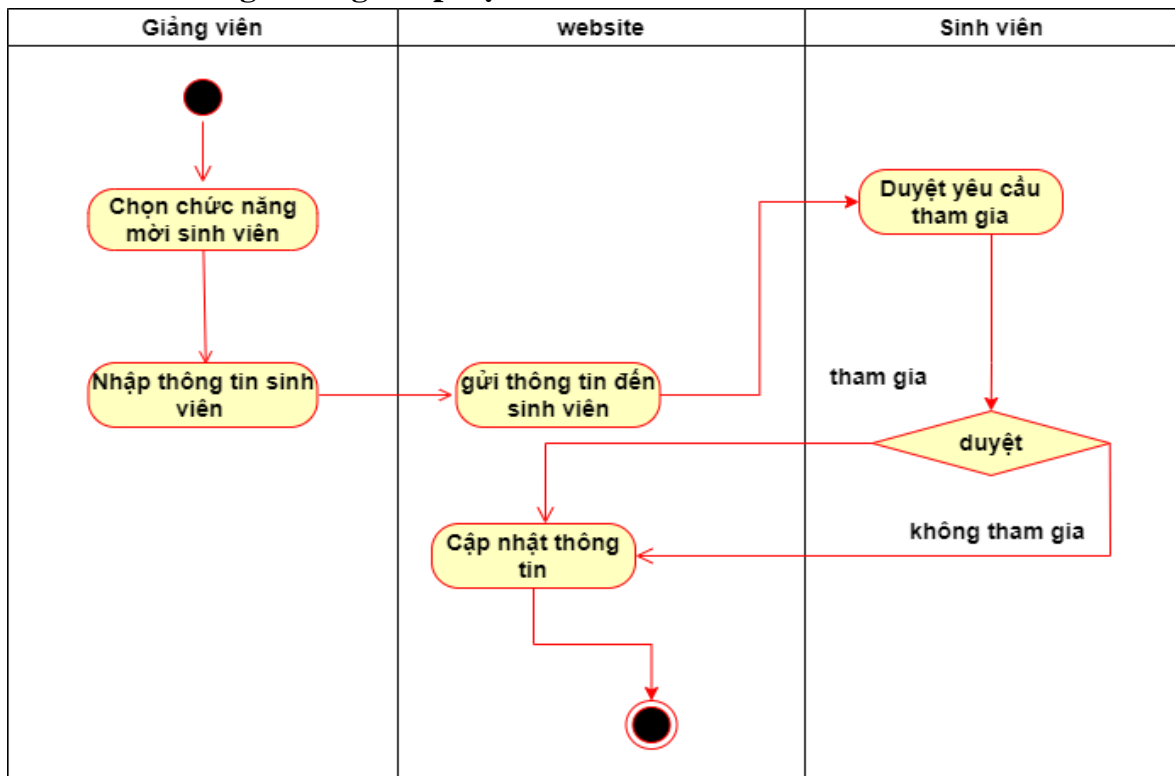 Giảng viên
website
Sinh viên
Chọn chức năng
mời sinh viên
Duyệt yêu cầu
tham gia
Nhập thông tin sinh
viên
gửi thông tin đến
sinh viên
tham gia
duyệt
không tham gia
Cập nhật thông
tin